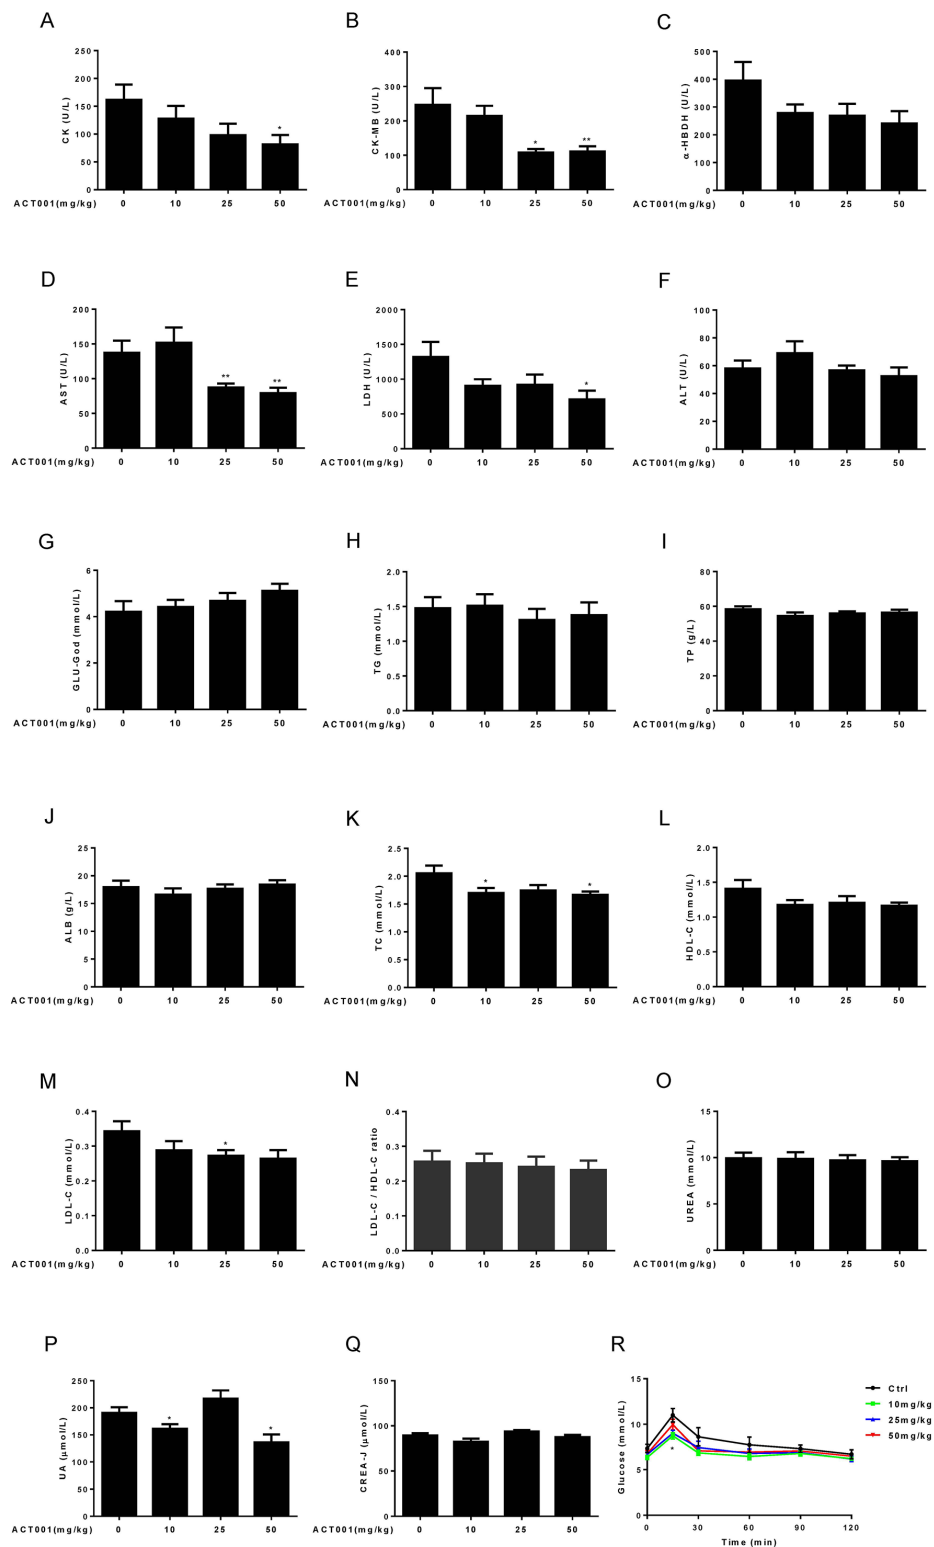 A
B
C
CK (U/L)
250
200
150
100
50
0
*
ACT001(mg/kg) 0 10 25 50
CK-MB (U/L)
400
300
200
100
0
* **
ACT001(mg/kg) 0 10 25 50
α-HBDH (U/L)
500
400
300
200
100
0
ACT001(mg/kg) 0 10 25 50
D
E
F
AST (U/L)
200
150
100
50
0
** **
ACT001(mg/kg) 0 10 25 50
LDH (U/L)
2000
1500
1000
500
0
*
ACT001(mg/kg) 0 10 25 50
ALT (U/L)
100
80
60
40
20
0
ACT001(mg/kg) 0 10 25 50
G
H
I
GLU-God (mmol/L)
6
4
2
0
ACT001(mg/kg) 0 10 25 50
TG (mmol/L)
2.0
1.5
1.0
0.5
0.0
ACT001(mg/kg) 0 10 25 50
TP (g/L)
80
60
40
20
0
ACT001(mg/kg) 0 10 25 50
J
K
L
ALB (g/L)
25
20
15
10
5
0
ACT001(mg/kg) 0 10 25 50
TC (mmol/L)
2.5
2.0
1.5
1.0
0.5
0.0
* *
ACT001(mg/kg) 0 10 25 50
HDL-C (mmol/L)
2.0
1.5
1.0
0.5
0.0
ACT001(mg/kg) 0 10 25 50
M
N
O
LDL-C (mmol/L)
0.4
0.3
0.2
0.1
0.0
*
ACT001(mg/kg) 0 10 25 50
LDL-C / HDL-C ratio
0.4
0.3
0.2
0.1
0.0
ACT001(mg/kg) 0 10 25 50
UREA (mmol/L)
15
10
5
0
ACT001(mg/kg) 0 10 25 50
P
Q
R
UA (μmol/L)
250
200
150
100
50
0
* *
ACT001(mg/kg) 0 10 25 50
CREA-J (μmol/L)
150
100
50
0
ACT001(mg/kg) 0 10 25 50
Glucose (mmol/L)
15
10
5
0
*
0 30 60 90 120
Time (min)
Ctrl
10mg/kg
25mg/kg
50mg/kg